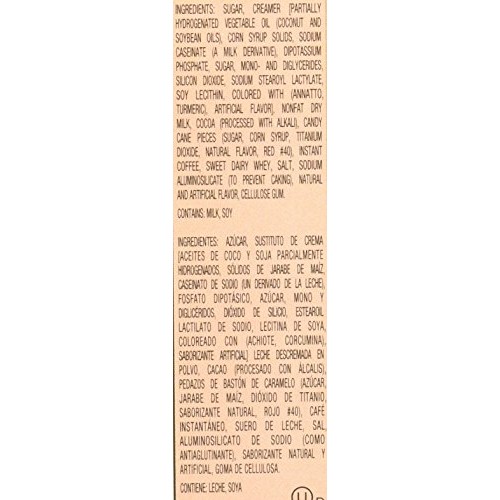 INGREDIENTS: SUGAR, CREAMER [PARTIALLY
HYDROGENATED VEGETABLE OIL (COCONUT AND
SOYBEAN OILS), CORN SYRUP SOLIDS, SODIUM
CASEINATE (A MILK DERIVATIVE), DIPOTASSIUM
PHOSPHATE, SUGAR, MONO- AND DIGLYCERIDES,
SILICON DIOXIDE, SODIUM STEAROYL LACTYLATE,
SOY LECITHIN, COLORED WITH (ANNATTO,
TURMERIC), ARTIFICIAL FLAVOR], NONFAT DRY
MILK, COCOA (PROCESSED WITH ALKALI), CANDY
CANE PIECES (SUGAR, CORN SYRUP, TITANIUM
DIOXIDE, NATURAL FLAVOR, RED #40), INSTANT
COFFEE, SWEET DAIRY WHEY, SALT, SODIUM
ALUMINOSILICATE (TO PREVENT CAKING), NATURAL
AND ARTIFICIAL FLAVOR, CELLULOSE GUM.
CONTAINS: MILK, SOY
INGREDIENTES: AZÚCAR, SUSTITUTO DE CREMA
[ACEITES DE COCO Y SOJA PARCIALMENTE
HIDROGENADOS, SÓLIDOS DE JARABE DE MAÍZ,
CASEINATO DE SODIO (UN DERIVADO DE LA LECHE),
FOSFATO DIPOTÁSICO, AZÚCAR, MONO Y
DIGLICÉRIDOS, DIÓXIDO DE SILICIO, ESTEAROIL
LACTILATO DE SODIO, LECITINA DE SOYA,
COLOREADO CON (ACHIOTE, CORCUMINA),
SABORIZANTE ARTIFICIAL] LECHE DESCREMADA EN
POLVO, CACAO (PROCESADO CON ÁLCALIS),
PEDAZOS DE BASTÓN DE CARAMELO (AZÚCAR,
JARABE DE MAÍZ, DIÓXIDO DE TITANIO,
SABORIZANTE NATURAL, ROJO #40), CAFÉ
INSTANTÁNEO, SUERO DE LECHE, SAL,
ALUMINOSILICATO DE SODIO (COMO
ANTIAGLUTINANTE), SABORIZANTE NATURAL Y
ARTIFICIAL, GOMA DE CELULOSA.
CONTIENE: LECHE, SOYA
U D